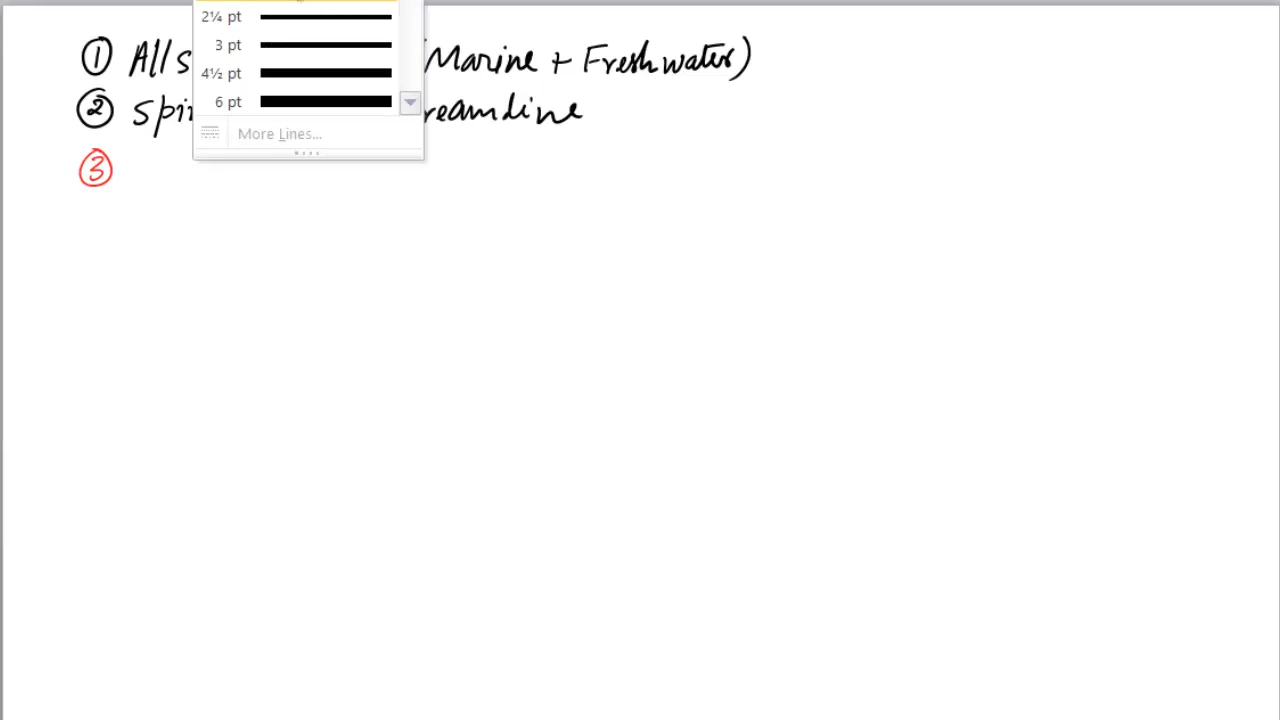 2¼ pt
① All s (Marine + Freshwater)
3 pt
4½ pt
② Spi reamline
6 pt
More Lines...
③